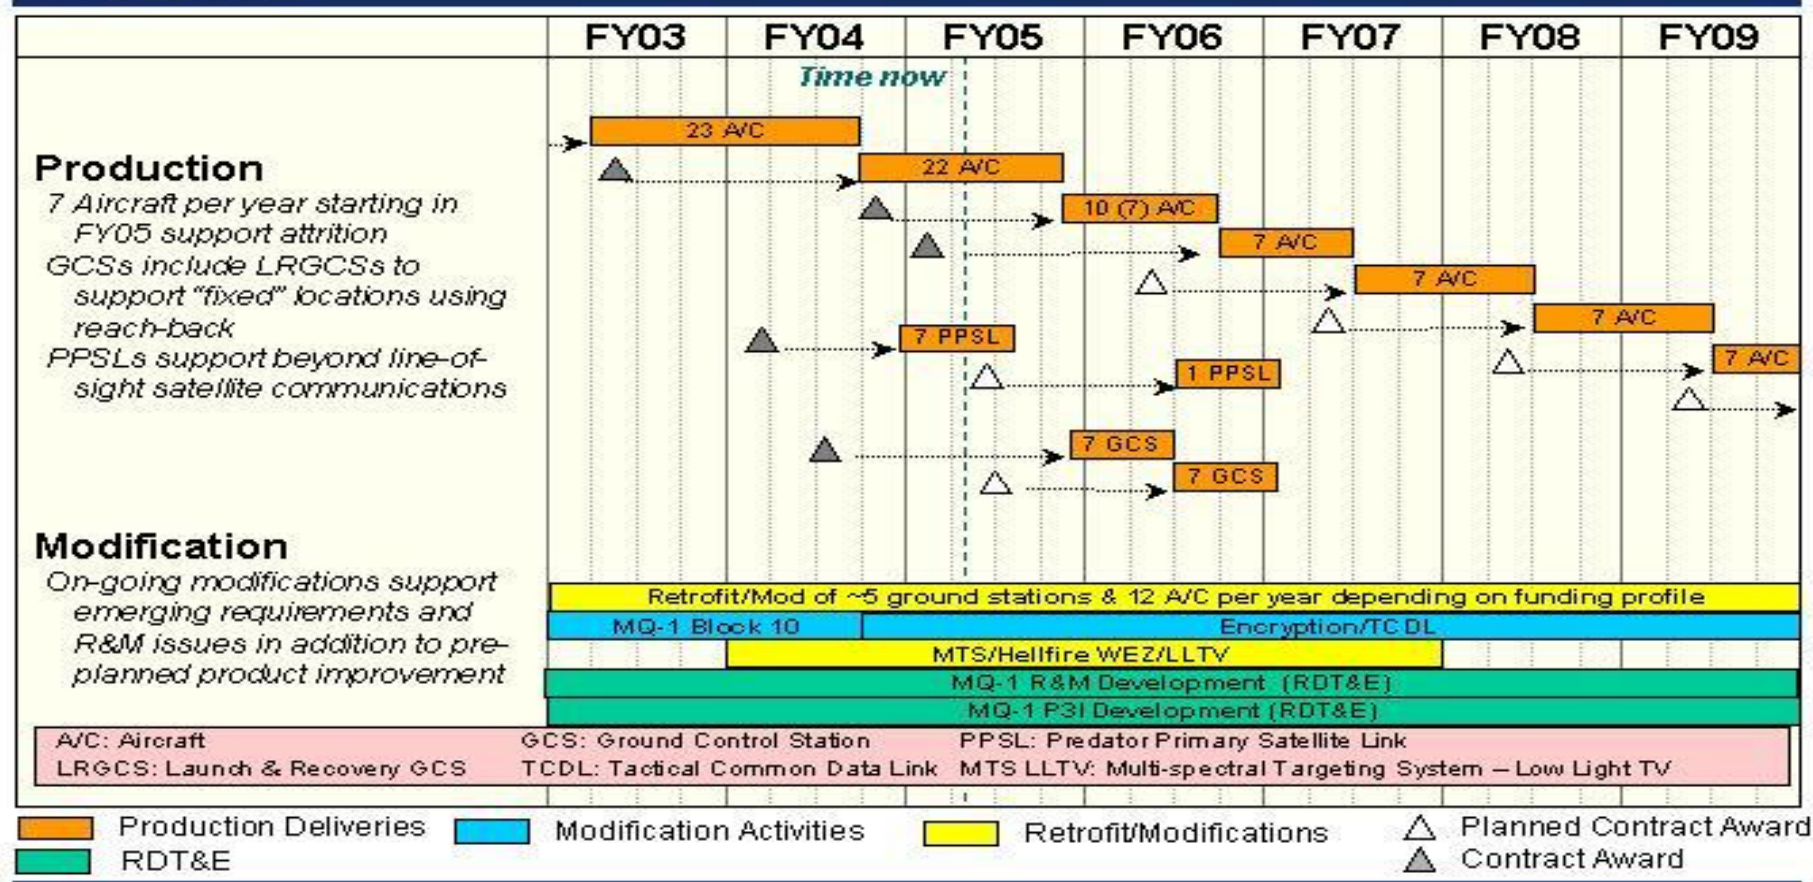 FY03 FY04 FY05 FY06 FY07 FY08 FY09
Time now
23 A/C
22 A/C
10 (7) A/C
7 A/C
7 A/C
7 A/C
7 A/C
7 PPSL
1 PPSL
7 GCS
7 GCS
Production
7 Aircraft per year starting in
FY05 support attrition
GCSs include LRGCSs to
support "fixed" locations using
reach-back
PPSLs support beyond line-of-
sight satellite communications
Modification
On-going modifications support
emerging requirements and
R&M issues in addition to pre-
planned product improvement
Retrofit/Mod of ~5 ground stations & 12 A/C per year depending on funding profile
MQ-1 Block 10 Encryption/TCDL
MTS/Hellfire WEZ/LLTV
MQ-1 R&M Development (RDT&E)
MQ-1 P3I Development (RDT&E)
A/C: Aircraft GCS: Ground Control Station PPSL: Predator Primary Satellite Link
LRGCS: Launch & Recovery GCS TCDL: Tactical Common Data Link MTS LLTV: Multi-spectral Targeting System – Low Light TV
Production Deliveries Modification Activities Retrofit/Modifications Planned Contract Award
RDT&E Contract Award